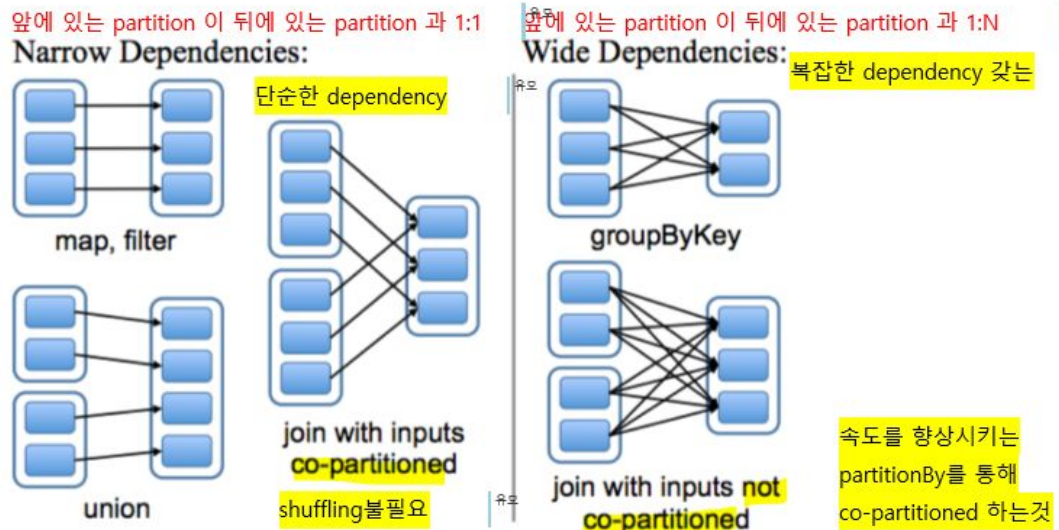 앞에 있는 partition 이 뒤에 있는 partition 과 1:1
Narrow Dependencies:
단순한 dependency
map, filter
join with inputs
co-partitioned
shuffling불필요
union
앞에 있는 partition 이 뒤에 있는 partition 과 1:N
Wide Dependencies:
복잡한 dependency 갖는
groupByKey
join with inputs not
co-partitioned
속도를 향상시키는
partitionBy를 통해
co-partitioned 하는것